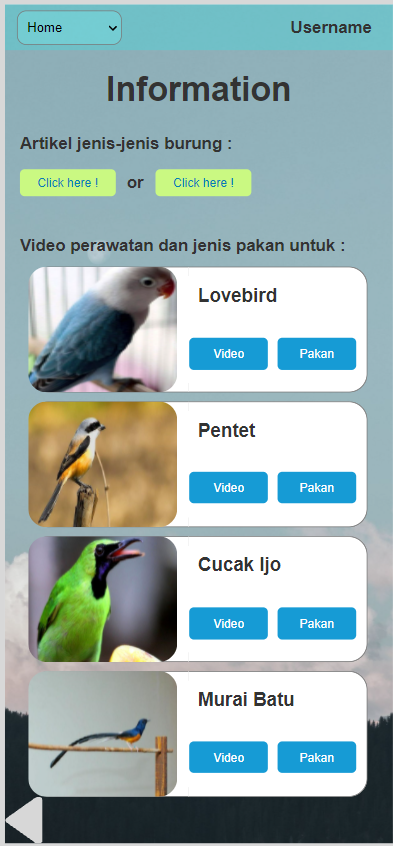 Home Username
Information
Artikel jenis-jenis burung :
Click here ! or Click here !
Video perawatan dan jenis pakan untuk :
Lovebird
Video Pakan
Pentet
Video Pakan
Cucak Ijo
Video Pakan
Murai Batu
Video Pakan